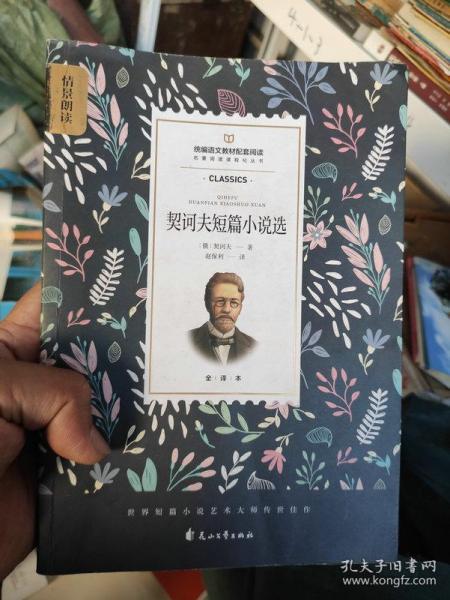 情景朗读
统编语文教材配套阅读
名著阅读课程化丛书
· CLASSICS ·
QIHEFU
DUANPIAN XIAOSHUO XUAN
契诃夫短篇小说选
［俄］契诃夫 — 著
赵保利 — 译
全·译·本
世界短篇小说艺术大师传世佳作
花山文艺出版社
孔夫子旧书网
www.kongfz.com